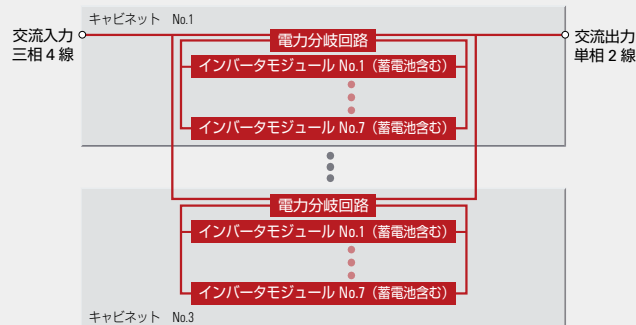 キャビネット No.1
交流入力
三相4線
交流出力
単相2線
電力分岐回路
インバータモジュール No.1（蓄電池含む）
インバータモジュール No.7（蓄電池含む）
電力分岐回路
インバータモジュール No.1（蓄電池含む）
インバータモジュール No.7（蓄電池含む）
キャビネット No.3